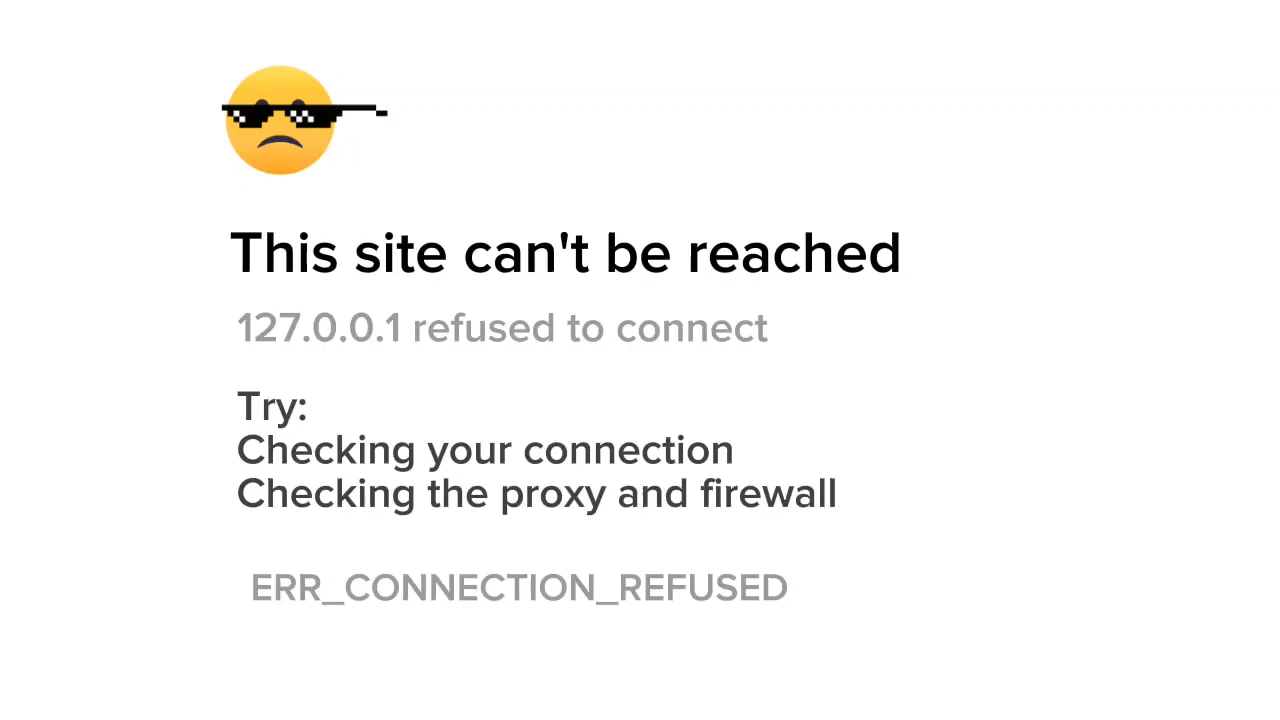 This site can't be reached
127.0.0.1 refused to connect
Try:
Checking your connection
Checking the proxy and firewall
ERR_CONNECTION_REFUSED